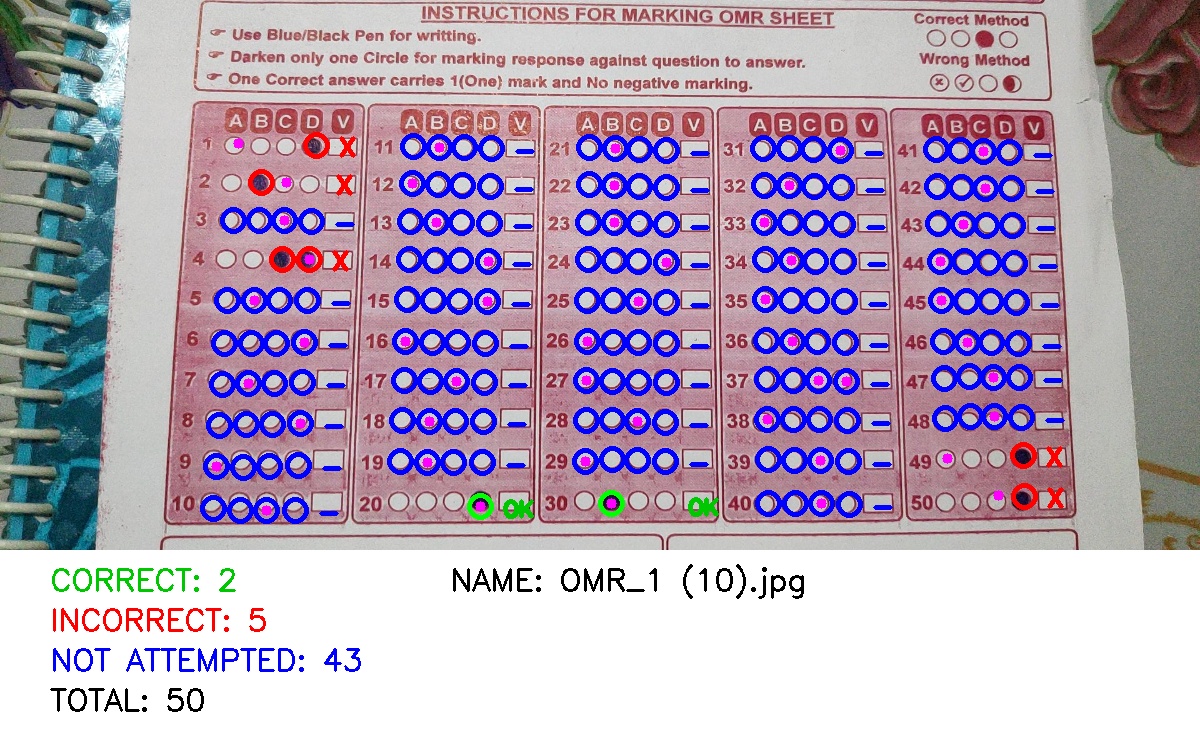 INSTRUCTIONS FOR MARKING OMR SHEET
☞ Use Blue/Black Pen for writting.
☞ Darken only one Circle for marking response against question to answer.
☞ One Correct answer carries 1(One) mark and No negative marking.
Correct Method
Wrong Method
A B C D V
1 X
2 X
3 –
4 X
5 –
6 –
7 –
8 –
9 –
10 –
A B C D V
11 –
12 –
13 –
14 –
15 –
16 –
17 –
18 –
19 –
20 OK
A B C D V
21 –
22 –
23 –
24 –
25 –
26 –
27 –
28 –
29 –
30 OK
A B C D V
31 –
32 –
33 –
34 –
35 –
36 –
37 –
38 –
39 –
40 –
A B C D V
41 –
42 –
43 –
44 –
45 –
46 –
47 –
48 –
49 X
50 X
CORRECT: 2
INCORRECT: 5
NOT ATTEMPTED: 43
TOTAL: 50
NAME: OMR_1 (10).jpg